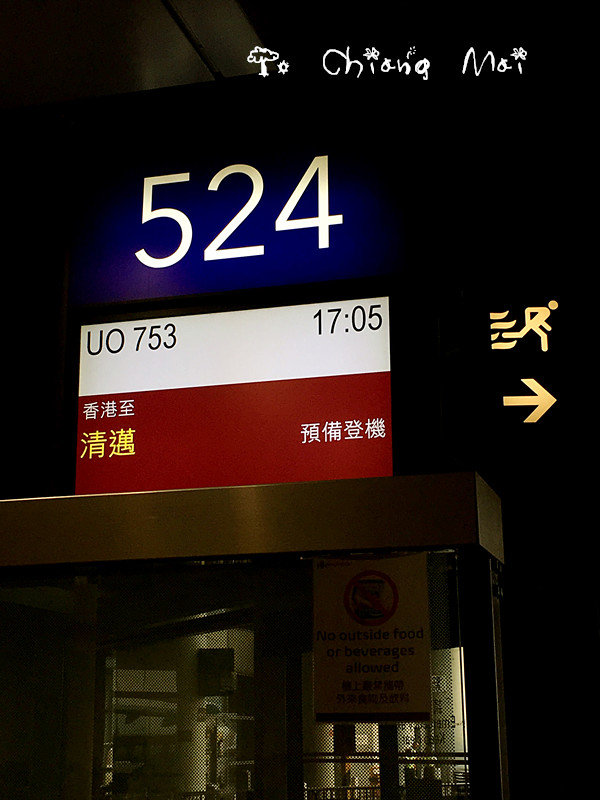 To Chiang Mai
524
UO 753 17:05
香港至
清邁 預備登機
No outside food
or beverages
allowed